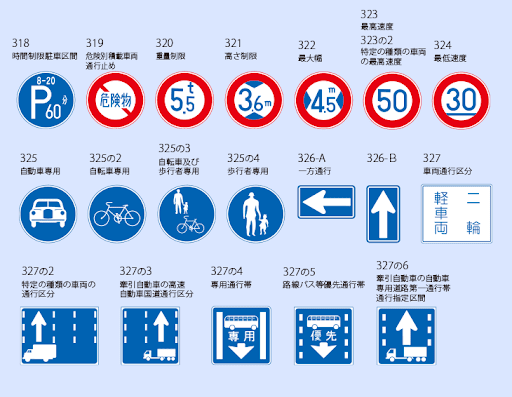 318
時間制限駐車区間
8-20
P
60分
319
危険別積載車両
通行止め
危険物
320
重量制限
5.5t
321
高さ制限
3.6m
322
最大幅
4.5m
323
最高速度
323の2
特定の種類の車両
の最高速度
50
324
最低速度
30
325
自動車専用
325の2
自転車専用
325の3
自転車及び
歩行者専用
325の4
歩行者専用
326-A
一方通行
326-B
327
車両通行区分
軽車両
二輪
327の2
特定の種類の車両の
通行区分
327の3
牽引自動車の高速
自動車国道通行区分
327の4
専用通行帯
専用
327の5
路線バス等優先通行帯
優先
327の6
牽引自動車の自動車
専用道路第一通行帯
通行指定区間